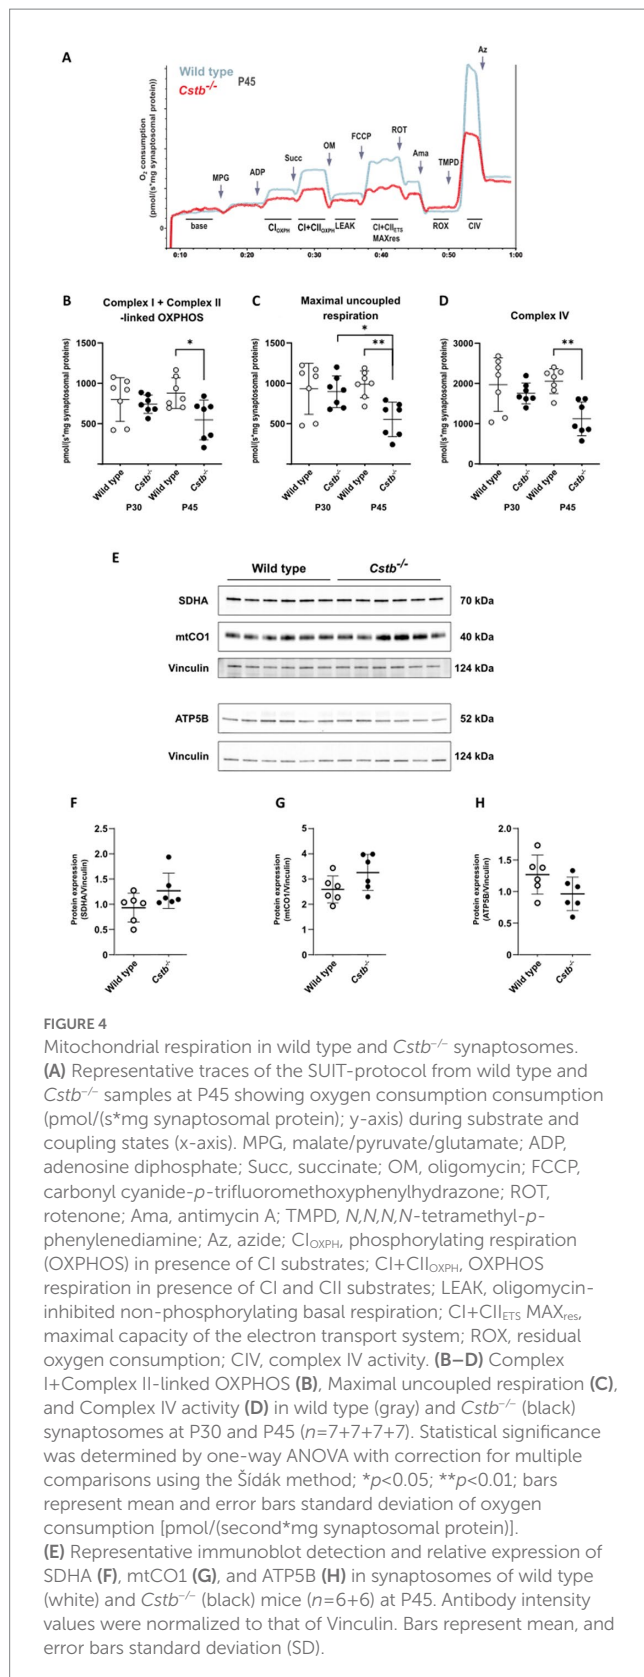 A
Wild type
Cstb-/-
P45
Az
O₂ consumption
(pmol/(s*mg synaptosomal protein))
MPG
ADP
Succ
OM
FCCP
ROT
Ama
TMPD
0
base
CIOXPH
CI+CIIOXPH
LEAK
CI+CIIETS
MAXres
ROX
CIV
0:10
0:20
0:30
0:40
0:50
1:00
B
Complex I + Complex II
-linked OXPHOS
C
Maximal uncoupled
respiration
D
Complex IV
pmol/(s*mg synaptosomal proteins)
1500
1000
500
0
*
Wild type
Cstb-/-
Wild type
Cstb-/-
P30
P45
pmol/(s*mg synaptosomal proteins)
1500
1000
500
0
*
**
Wild type
Cstb-/-
Wild type
Cstb-/-
P30
P45
pmol/(s*mg synaptosomal proteins)
3000
2000
1000
0
**
Wild type
Cstb-/-
Wild type
Cstb-/-
P30
P45
E
Wild type
Cstb-/-
SDHA
70 kDa
mtCO1
40 kDa
Vinculin
124 kDa
ATP5B
52 kDa
Vinculin
124 kDa
F
Protein expression
(SDHA/Vinculin)
2.5
2.0
1.5
1.0
0.5
0
Wild type
Cstb-/-
G
Protein expression
(mtCO1/Vinculin)
5
4
3
2
1
0
Wild type
Cstb-/-
H
Protein expression
(ATP5B/Vinculin)
2.0
1.5
1.0
0.5
0
Wild type
Cstb-/-
FIGURE 4
Mitochondrial respiration in wild type and Cstb−/− synaptosomes.
(A) Representative traces of the SUIT-protocol from wild type and
Cstb−/− samples at P45 showing oxygen consumption consumption
(pmol/(s*mg synaptosomal protein); y-axis) during substrate and
coupling states (x-axis). MPG, malate/pyruvate/glutamate; ADP,
adenosine diphosphate; Succ, succinate; OM, oligomycin; FCCP,
carbonyl cyanide-p-trifluoromethoxyphenylhydrazone; ROT,
rotenone; Ama, antimycin A; TMPD, N,N,N,N-tetramethyl-p-
phenylenediamine; Az, azide; CIOXPH, phosphorylating respiration
(OXPHOS) in presence of CI substrates; CI+CIIOXPH, OXPHOS
respiration in presence of CI and CII substrates; LEAK, oligomycin-
inhibited non-phosphorylating basal respiration; CI+CIIETS MAXres,
maximal capacity of the electron transport system; ROX, residual
oxygen consumption; CIV, complex IV activity. (B–D) Complex
I+Complex II-linked OXPHOS (B), Maximal uncoupled respiration (C),
and Complex IV activity (D) in wild type (gray) and Cstb−/− (black)
synaptosomes at P30 and P45 (n=7+7+7+7). Statistical significance
was determined by one-way ANOVA with correction for multiple
comparisons using the Šídák method; *p<0.05; **p<0.01; bars
represent mean and error bars standard deviation of oxygen
consumption [pmol/(second*mg synaptosomal protein)].
(E) Representative immunoblot detection and relative expression of
SDHA (F), mtCO1 (G), and ATP5B (H) in synaptosomes of wild type
(white) and Cstb−/− (black) mice (n=6+6) at P45. Antibody intensity
values were normalized to that of Vinculin. Bars represent mean, and
error bars standard deviation (SD).